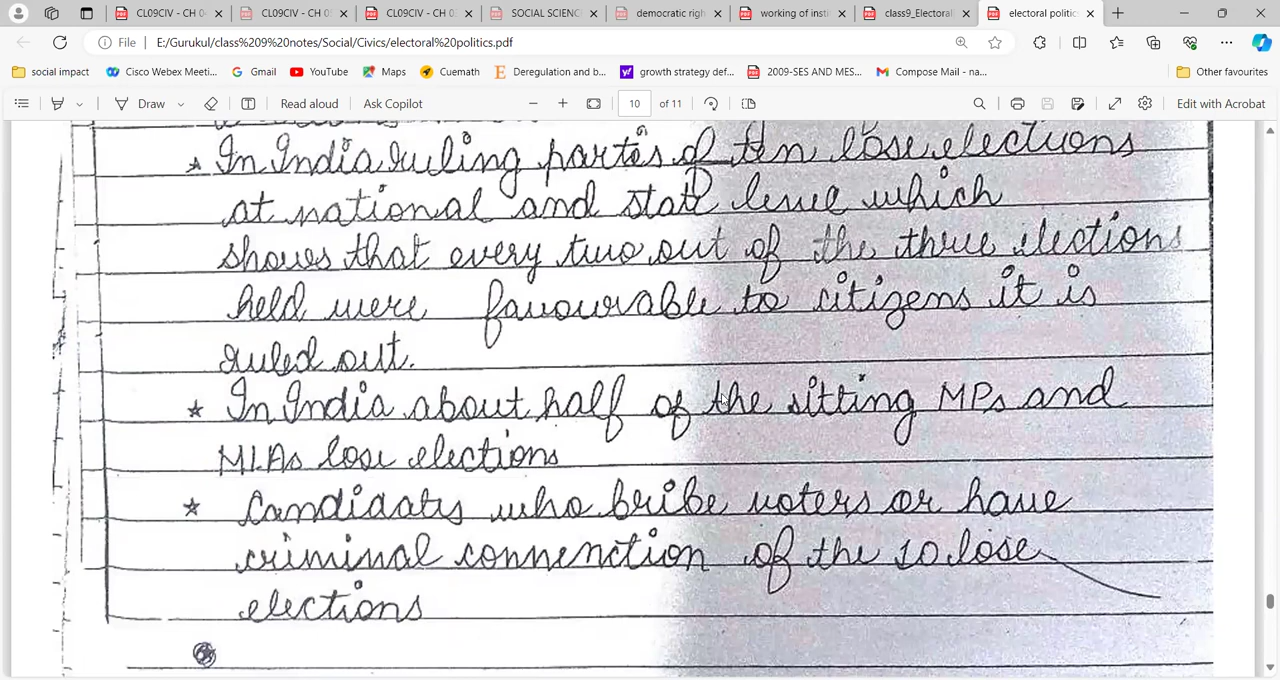 CL09CIV - CH 0
CL09CIV - CH 0
CL09CIV - CH 0
SOCIAL SCIENC
democratic righ
working of insti
class9_Electoral
electoral politic
File
E:/Gurukul/class%209%20notes/Social/Civics/electoral%20politics.pdf
social impact
Cisco Webex Meeti...
Gmail
YouTube
Maps
Cuemath
Deregulation and b...
growth strategy def...
2009-SES AND MES...
Compose Mail - na...
Other favourites
Draw
Read aloud
Ask Copilot
10 of 11
Edit with Acrobat
In India ruling partes of ten lose elections
at national and state level which
shows that every two out of the three elections
held were favourable to citizens it is
ruled out.
In India about half of the sitting MPs and
MLAs lose elections
Candidates who bribe voters or have
criminal connenction of the so lose
elections